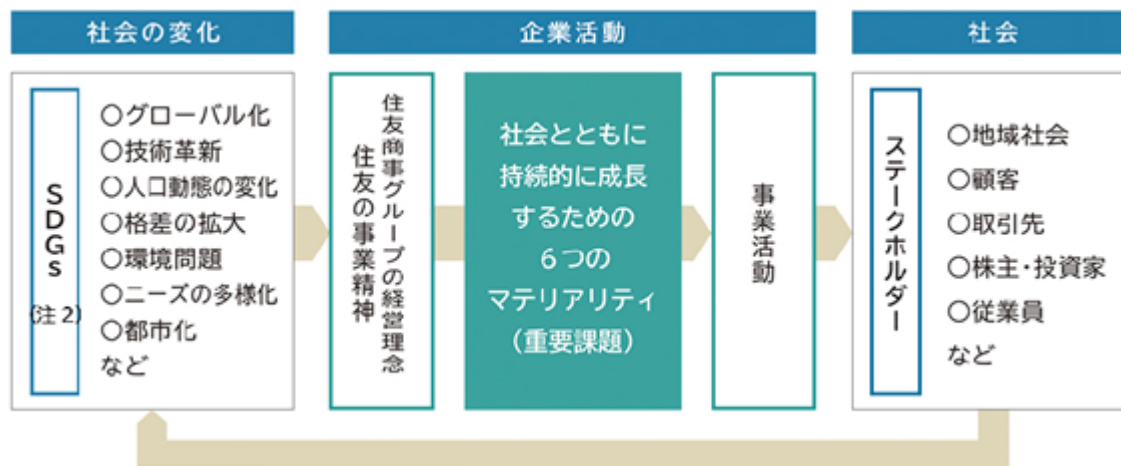 社会の変化
SDGs
(注2)
○グローバル化
○技術革新
○人口動態の変化
○格差の拡大
○環境問題
○ニーズの多様化
○都市化
など
企業活動
住友商事グループの経営理念
住友の事業精神
社会とともに
持続的に成長
するための
6つの
マテリアリティ
(重要課題)
事業活動
社会
ステークホルダー
○地域社会
○顧客
○取引先
○株主・投資家
○従業員
など